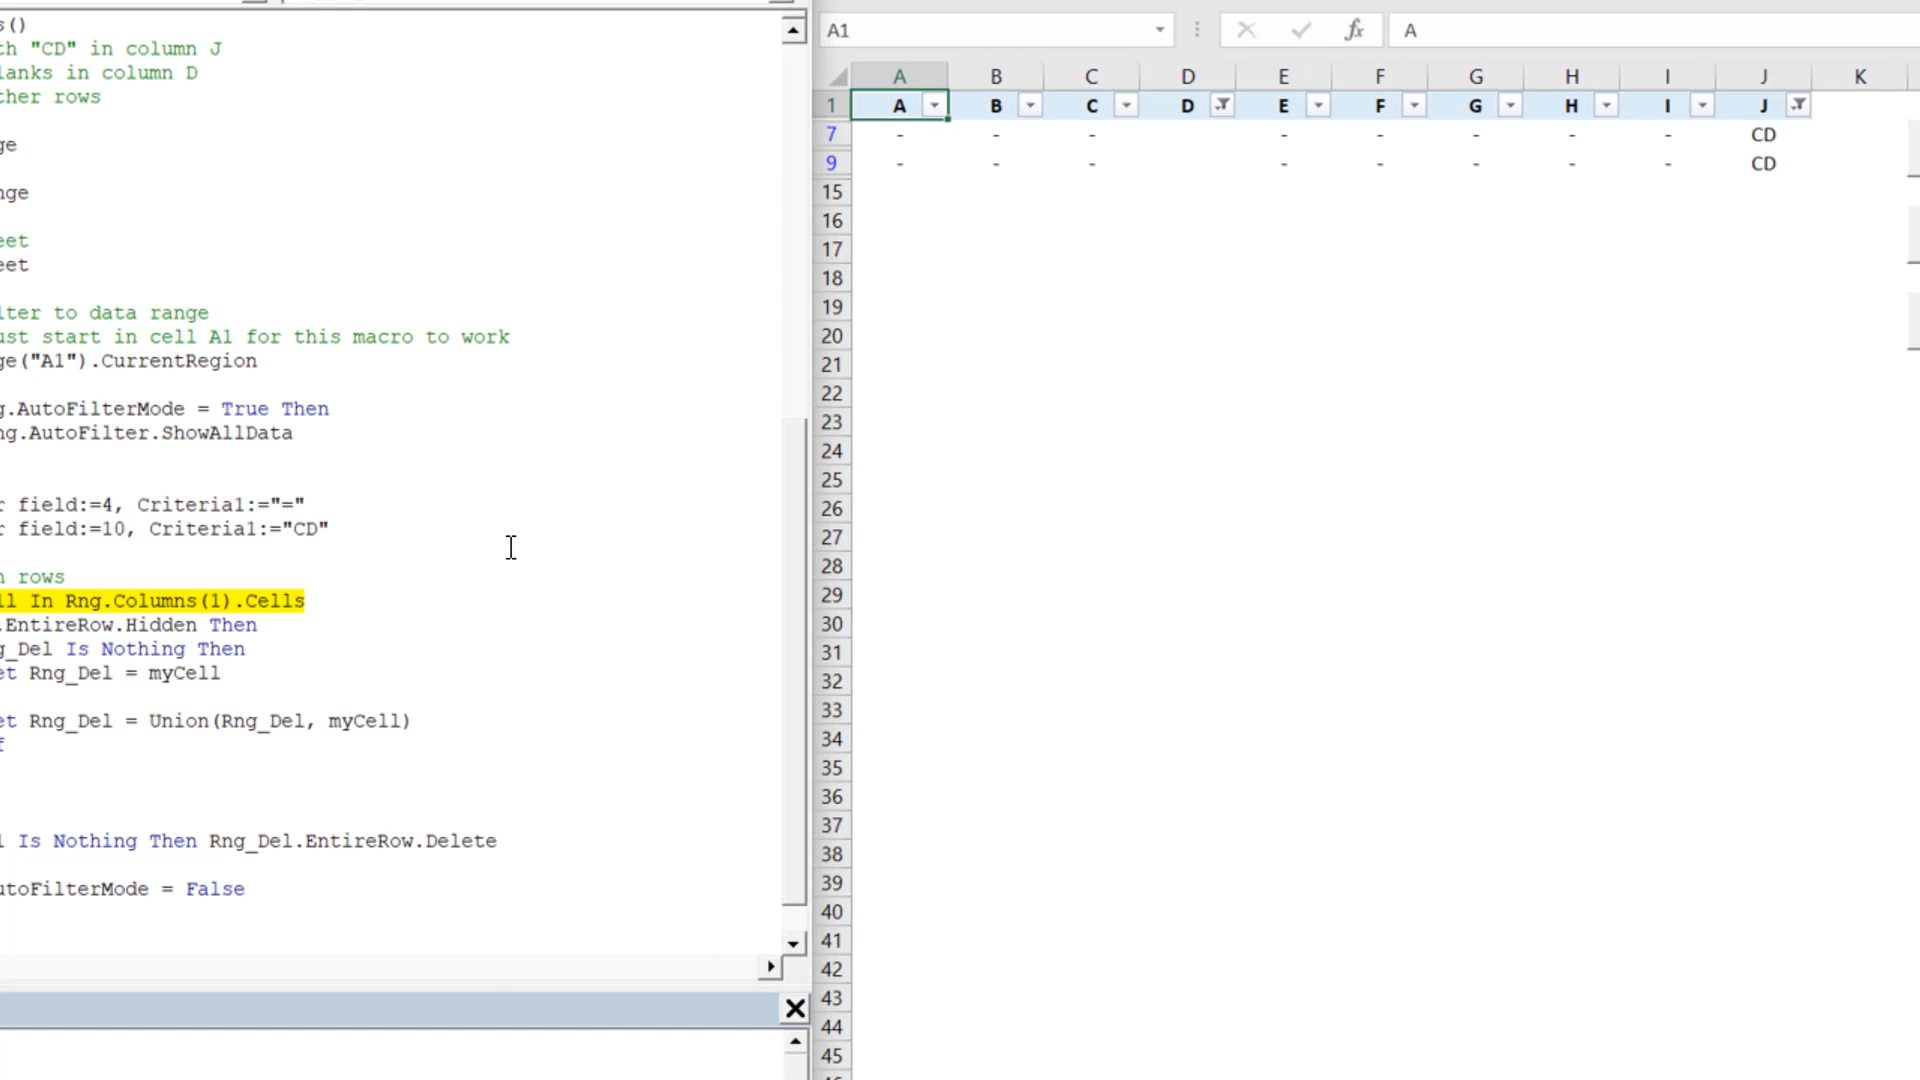 s()
th "CD" in column J
lanks in column D
ther rows
ge
nge
eet
eet
lter to data range
ust start in cell A1 for this macro to work
ge("A1").CurrentRegion
g.AutoFilterMode = True Then
ng.AutoFilter.ShowAllData
r field:=4, Criteria1:="="
r field:=10, Criteria1:="CD"
n rows
ll In Rng.Columns(1).Cells
.EntireRow.Hidden Then
g_Del Is Nothing Then
et Rng_Del = myCell
et Rng_Del = Union(Rng_Del, myCell)
f
l Is Nothing Then Rng_Del.EntireRow.Delete
utoFilterMode = False
A1 fx A
A B C D E F G H I J K
1 A B C D E F G H I J
7 - - - - - - - - CD
9 - - - - - - - - CD
15
16
17
18
19
20
21
22
23
24
25
26
27
28
29
30
31
32
33
34
35
36
37
38
39
40
41
42
43
44
45